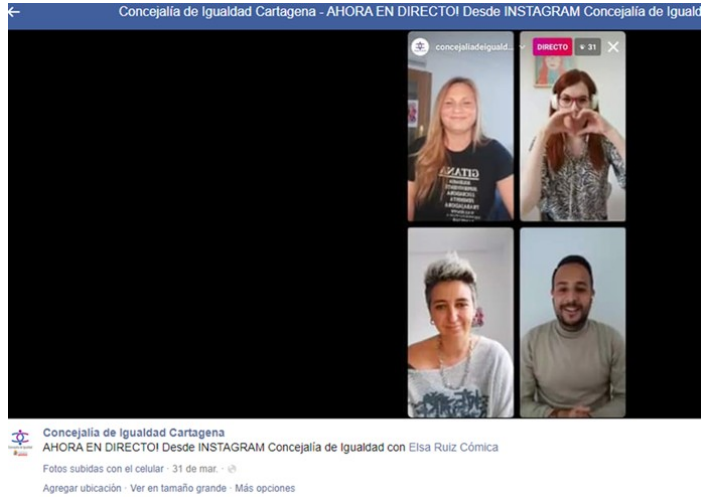 Concejalía de Igualdad Cartagena - AHORA EN DIRECTO! Desde INSTAGRAM Concejalía de Iguald
concejaliadeiguald...
DIRECTO
31
GITANA
Concejalía de Igualdad Cartagena
AHORA EN DIRECTO! Desde INSTAGRAM Concejalía de Igualdad con Elsa Ruiz Cómica
Fotos subidas con el celular · 31 de mar. ·
Agregar ubicación · Ver en tamaño grande · Más opciones